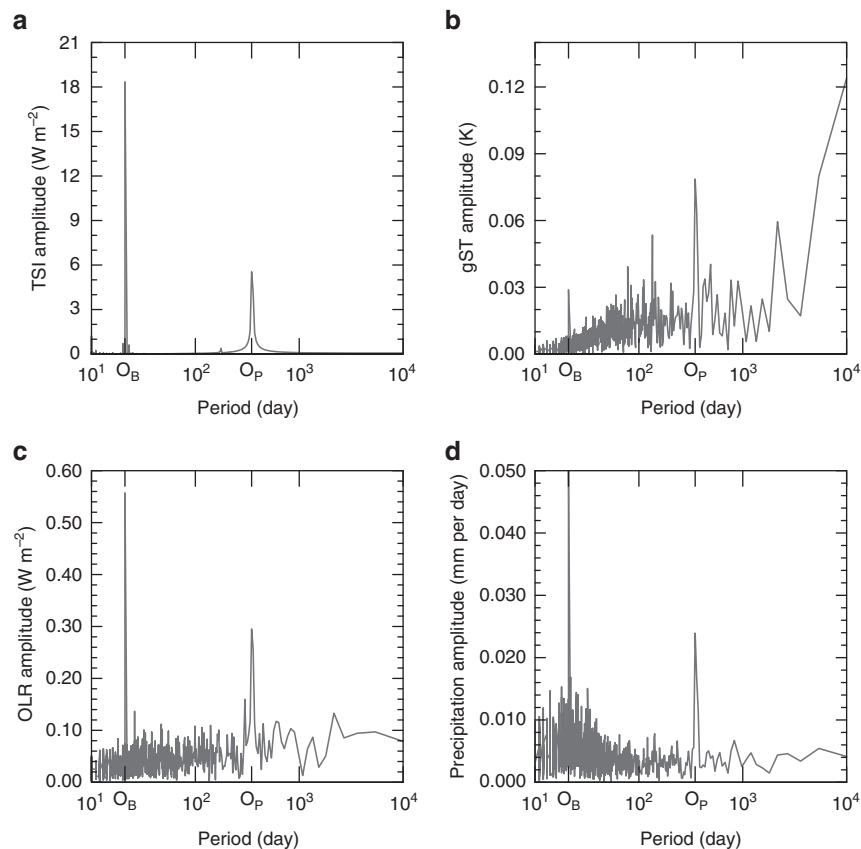 a
21
18
15
12
9
6
3
0
TSI amplitude (W m⁻²)
10¹ O_B 10² O_P 10³ 10⁴
Period (day)
b
0.12
0.09
0.06
0.03
0.00
gST amplitude (K)
10¹ O_B 10² O_P 10³ 10⁴
Period (day)
c
0.60
0.50
0.40
0.30
0.20
0.10
0.00
OLR amplitude (W m⁻²)
10¹ O_B 10² O_P 10³ 10⁴
Period (day)
d
0.050
0.040
0.030
0.020
0.010
0.000
Precipitation amplitude (mm per day)
10¹ O_B 10² O_P 10³ 10⁴
Period (day)